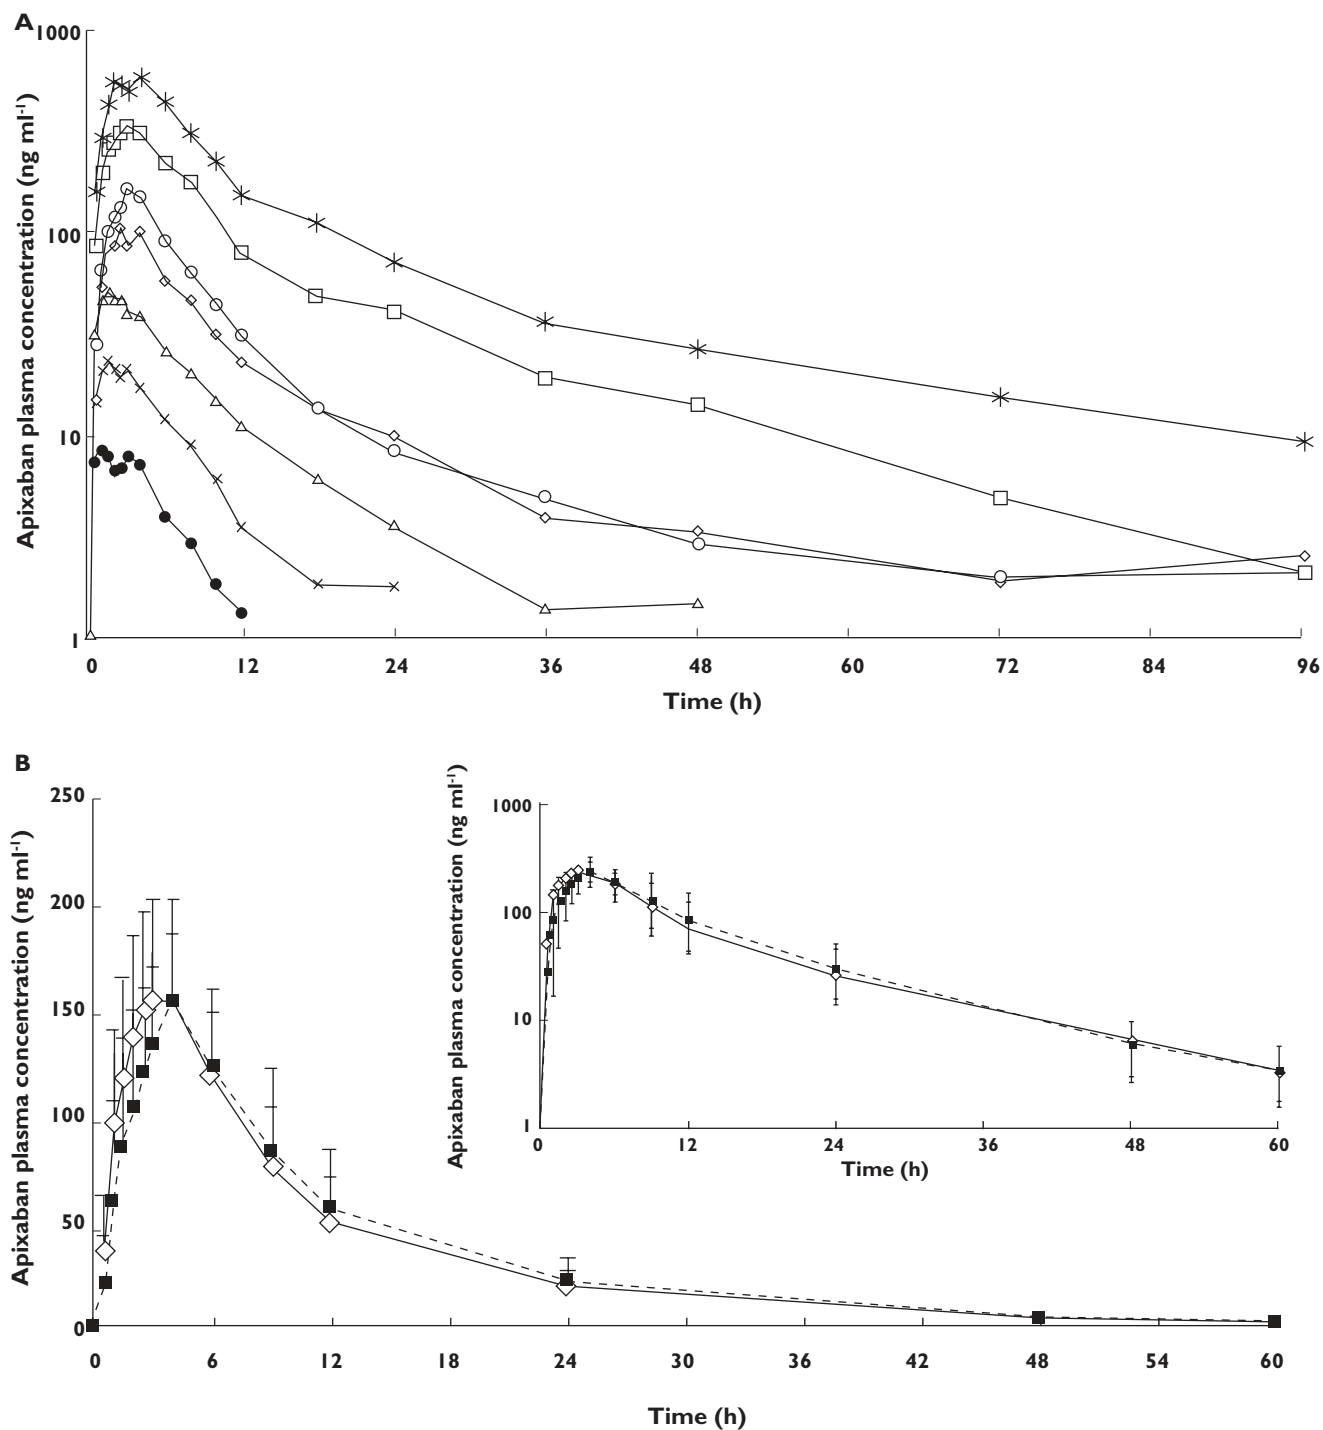 A
1000
100
10
1
Apixaban plasma concentration (ng ml⁻¹)
0 12 24 36 48 60 72 84 96
Time (h)
B
250
200
150
100
50
0
Apixaban plasma concentration (ng ml⁻¹)
0 6 12 18 24 30 36 42 48 54 60
Time (h)
1000
100
10
1
Apixaban plasma concentration (ng ml⁻¹)
0 12 24 36 48 60
Time (h)